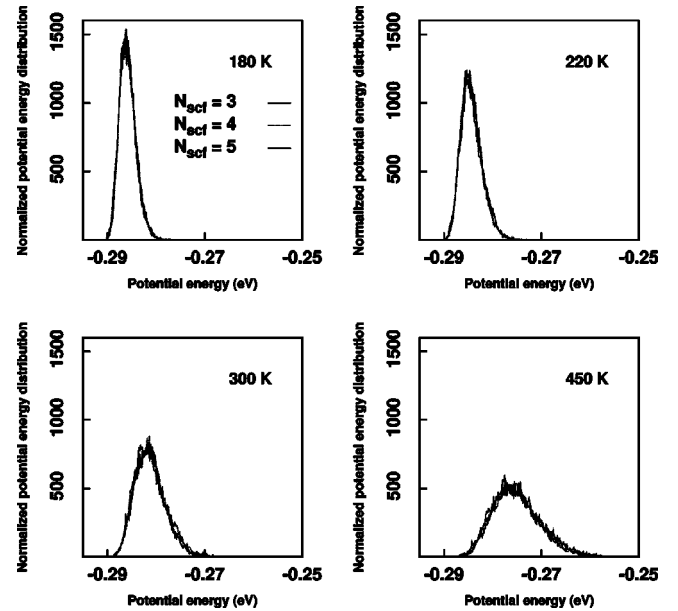 Normalized potential energy distribution
1500
1000
500
180 K
N_scf = 3
N_scf = 4
N_scf = 5
-0.29
-0.27
-0.25
Potential energy (eV)
Normalized potential energy distribution
1500
1000
500
220 K
-0.29
-0.27
-0.25
Potential energy (eV)
Normalized potential energy distribution
1500
1000
500
300 K
-0.29
-0.27
-0.25
Potential energy (eV)
Normalized potential energy distribution
1500
1000
500
450 K
-0.29
-0.27
-0.25
Potential energy (eV)